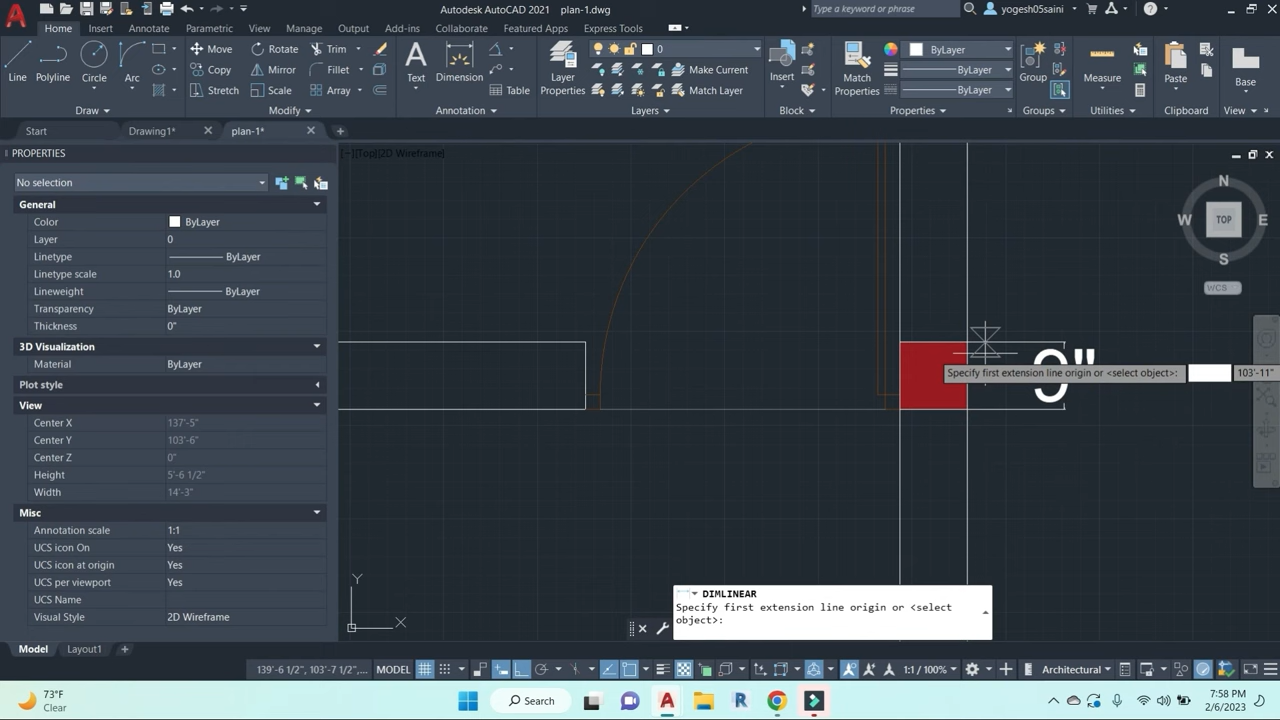 Autodesk AutoCAD 2021 plan-1.dwg
Type a keyword or phrase
yogesh05saini
Home Insert Annotate Parametric View Manage Output Add-ins Collaborate Featured Apps Express Tools
Line Polyline Circle Arc
Move Rotate Trim
Copy Mirror Fillet
Stretch Scale Array
Text Dimension Table
Layer Properties
0
Make Current
Match Layer
Insert
Match Properties
ByLayer
ByLayer
ByLayer
Group
Measure
Paste
Base
Draw Modify Annotation Layers Block Properties Groups Utilities Clipboard View
Start Drawing1* plan-1*
PROPERTIES
[−][Top][2D Wireframe]
No selection
General
Color ByLayer
Layer 0
Linetype ByLayer
Linetype scale 1.0
Lineweight ByLayer
Transparency ByLayer
Thickness 0"
3D Visualization
Material ByLayer
Plot style
View
Center X 137'-5"
Center Y 103'-6"
Center Z 0"
Height 5'-6 1/2"
Width 14'-3"
Misc
Annotation scale 1:1
UCS icon On Yes
UCS icon at origin Yes
UCS per viewport Yes
UCS Name
Visual Style 2D Wireframe
N
W TOP E
S
WCS
9"
Specify first extension line origin or <select object>: 103'-11"
Y
X
DIMLINEAR
Specify first extension line origin or <select
object>:
Model Layout1
139'-6 1/2", 103'-7 1/2", MODEL 1:1 / 100% Architectural
73°F
Clear
Search
7:58 PM
2/6/2023